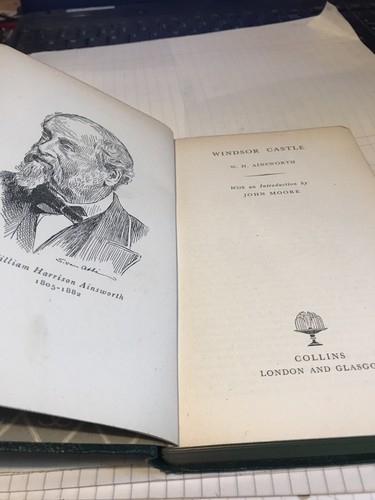 William Harrison Ainsworth
1805-1882
WINDSOR CASTLE
W. H. AINSWORTH
With an Introduction by
JOHN MOORE
COLLINS
LONDON AND GLASGO